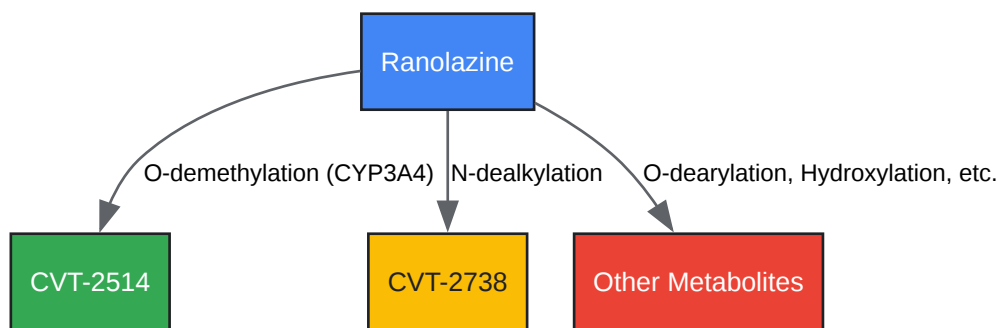 Ranolazine
O-demethylation (CYP3A4)
N-dealkylation
O-dearylation, Hydroxylation, etc.
CVT-2514
CVT-2738
Other Metabolites